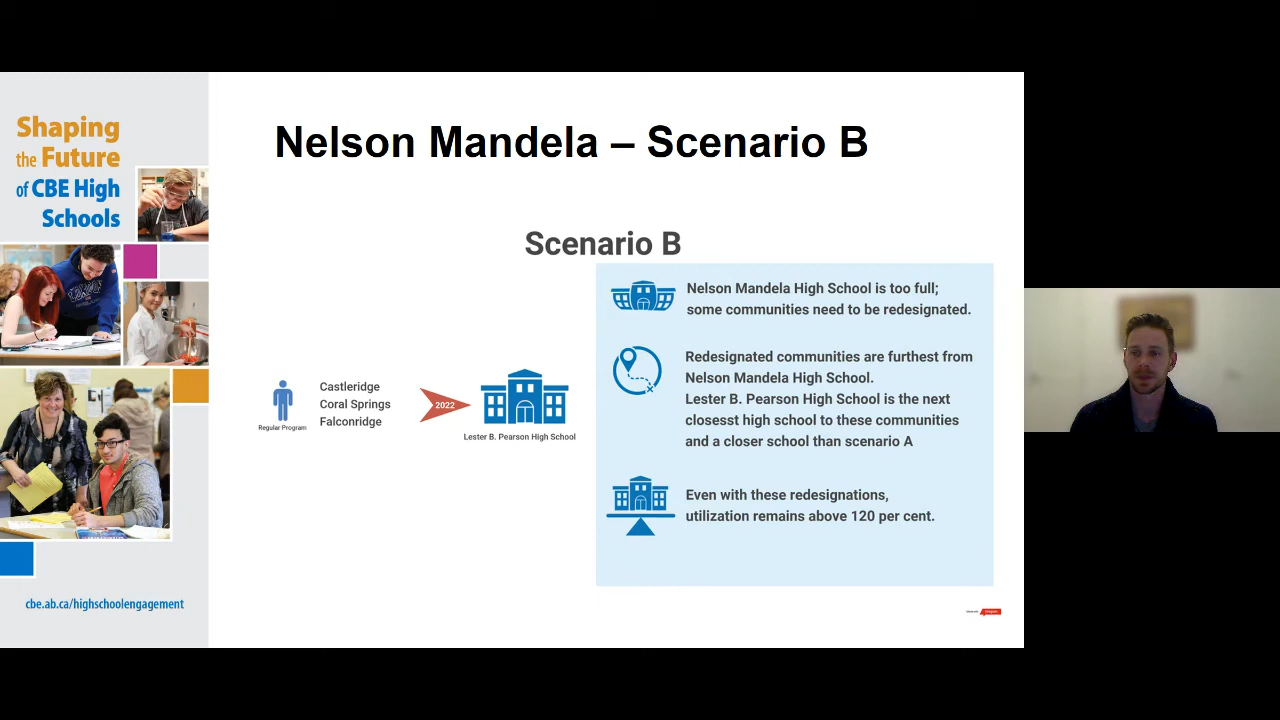 Shaping
the Future
of CBE High
Schools
cbe.ab.ca/highschoolengagement
Nelson Mandela – Scenario B
Scenario B
Regular Program
Castleridge
Coral Springs
Falconridge
2022
Lester B. Pearson High School
Nelson Mandela High School is too full;
some communities need to be redesignated.
Redesignated communities are furthest from
Nelson Mandela High School.
Lester B. Pearson High School is the next
closesst high school to these communities
and a closer school than scenario A
Even with these redesignations,
utilization remains above 120 per cent.